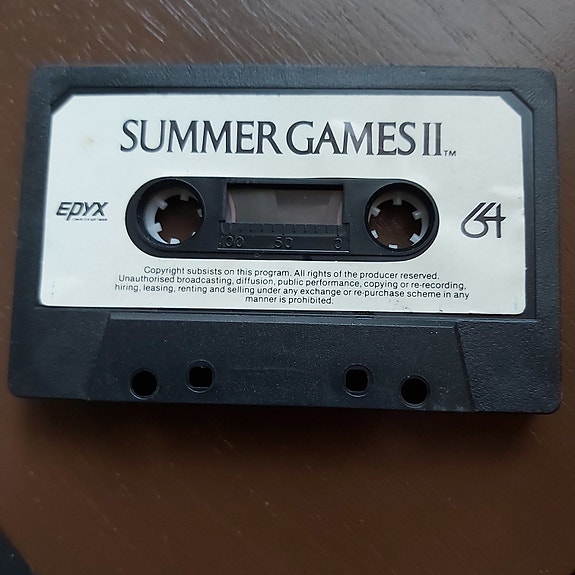 SUMMER GAMES II™
EPYX
COMPUTER SOFTWARE
64
100 50 0
Copyright subsists on this program. All rights of the producer reserved.
Unauthorised broadcasting, diffusion, public performance, copying or re-recording,
hiring, leasing, renting and selling under any exchange or re-purchase scheme in any
manner is prohibited.